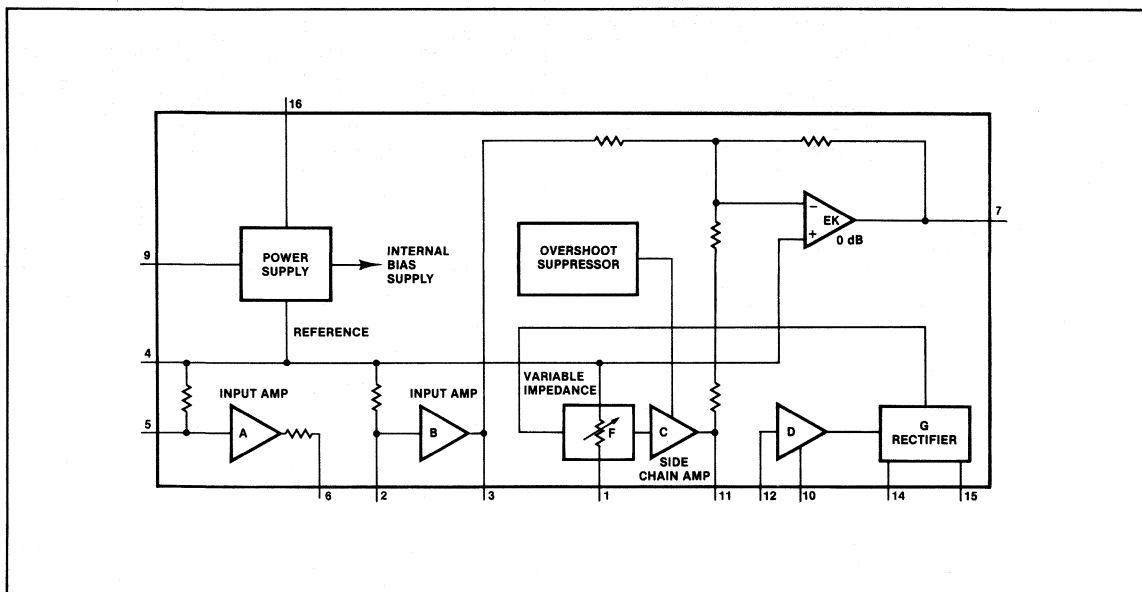 16
7
EK
0 dB
−
+
9
POWER
SUPPLY
INTERNAL
BIAS
SUPPLY
OVERSHOOT
SUPPRESSOR
REFERENCE
4
VARIABLE
IMPEDANCE
INPUT AMP
INPUT AMP
5
A
B
F
C
D
G
RECTIFIER
SIDE
CHAIN AMP
6
2
3
1
11
12
10
14
15